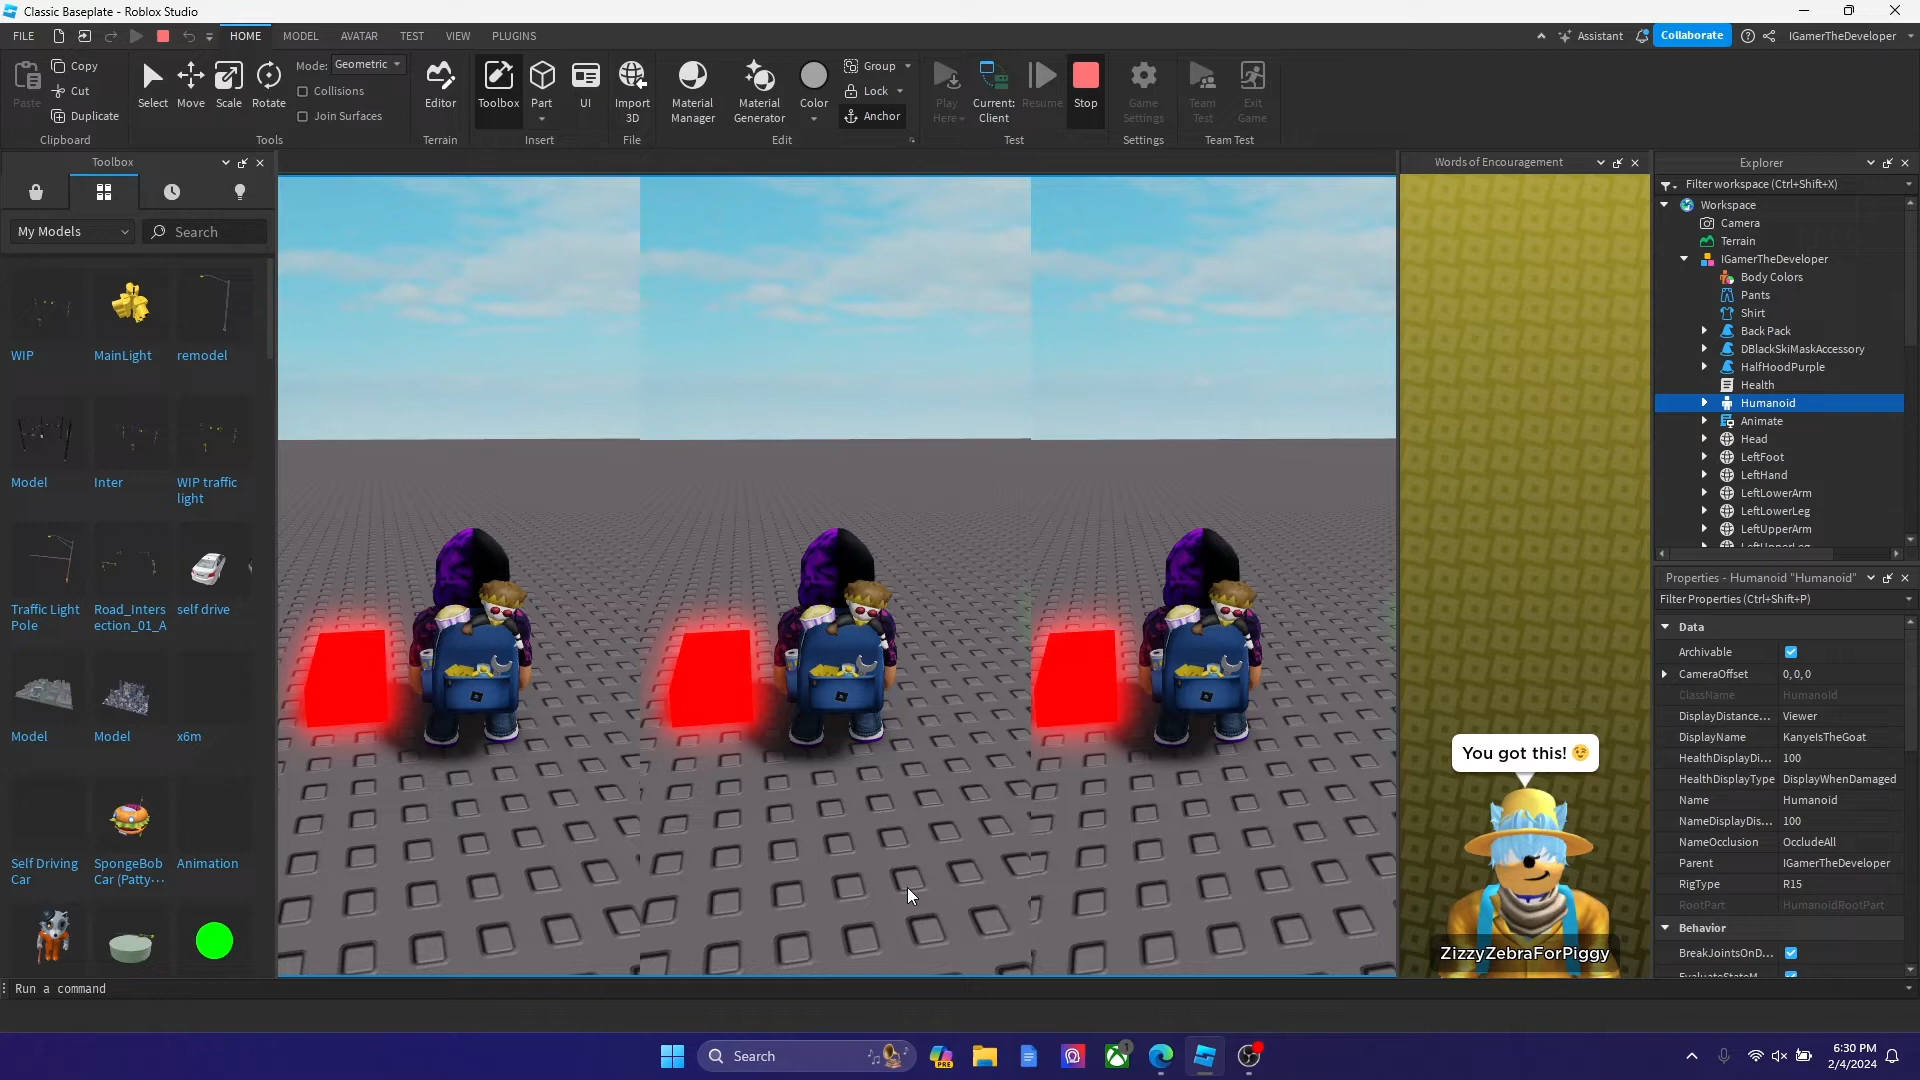 Classic Baseplate - Roblox Studio
FILE
HOME
MODEL
AVATAR
TEST
VIEW
PLUGINS
Assistant
Collaborate
IGamerTheDeveloper
Paste
Copy
Cut
Duplicate
Clipboard
Select
Move
Scale
Rotate
Mode: Geometric
Collisions
Join Surfaces
Tools
Editor
Terrain
Toolbox
Part
UI
Insert
Import
3D
File
Material
Manager
Material
Generator
Color
Group
Lock
Anchor
Edit
Play
Here
Current:
Client
Resume
Stop
Test
Game
Settings
Settings
Team
Test
Exit
Game
Team Test
Toolbox
My Models
Search
WIP
MainLight
remodel
Model
Inter
WIP traffic
light
Traffic Light
Pole
Road_Inters
ection_01_A
self drive
Model
Model
x6m
Self Driving
Car
SpongeBob
Car (Patty···
Animation
Words of Encouragement
You got this! 😉
ZizzyZebraForPiggy
Explorer
Filter workspace (Ctrl+Shift+X)
Workspace
Camera
Terrain
IGamerTheDeveloper
Body Colors
Pants
Shirt
Back Pack
DBlackSkiMaskAccessory
HalfHoodPurple
Health
Humanoid
Animate
Head
LeftFoot
LeftHand
LeftLowerArm
LeftLowerLeg
LeftUpperArm
LeftUpperLeg
Properties - Humanoid "Humanoid"
Filter Properties (Ctrl+Shift+P)
Data
Archivable
CameraOffset 0, 0, 0
ClassName Humanoid
DisplayDistance... Viewer
DisplayName KanyeIsTheGoat
HealthDisplayDi... 100
HealthDisplayType DisplayWhenDamaged
Name Humanoid
NameDisplayDis... 100
NameOcclusion OccludeAll
Parent IGamerTheDeveloper
RigType R15
RootPart HumanoidRootPart
Behavior
BreakJointsOnD...
EvaluateStateM...
Run a command
Search
PRE
1
6:30 PM
2/4/2024